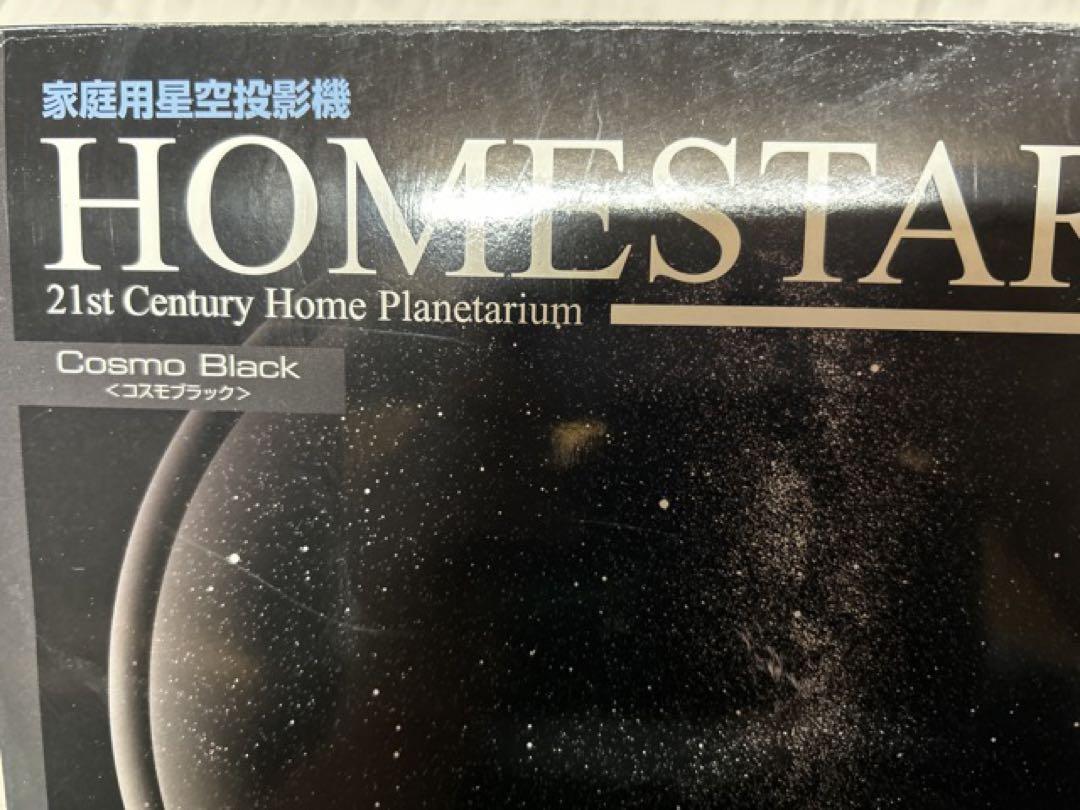 家庭用星空投影機
HOMESTAR
21st Century Home Planetarium
Cosmo Black
<コスモブラック>